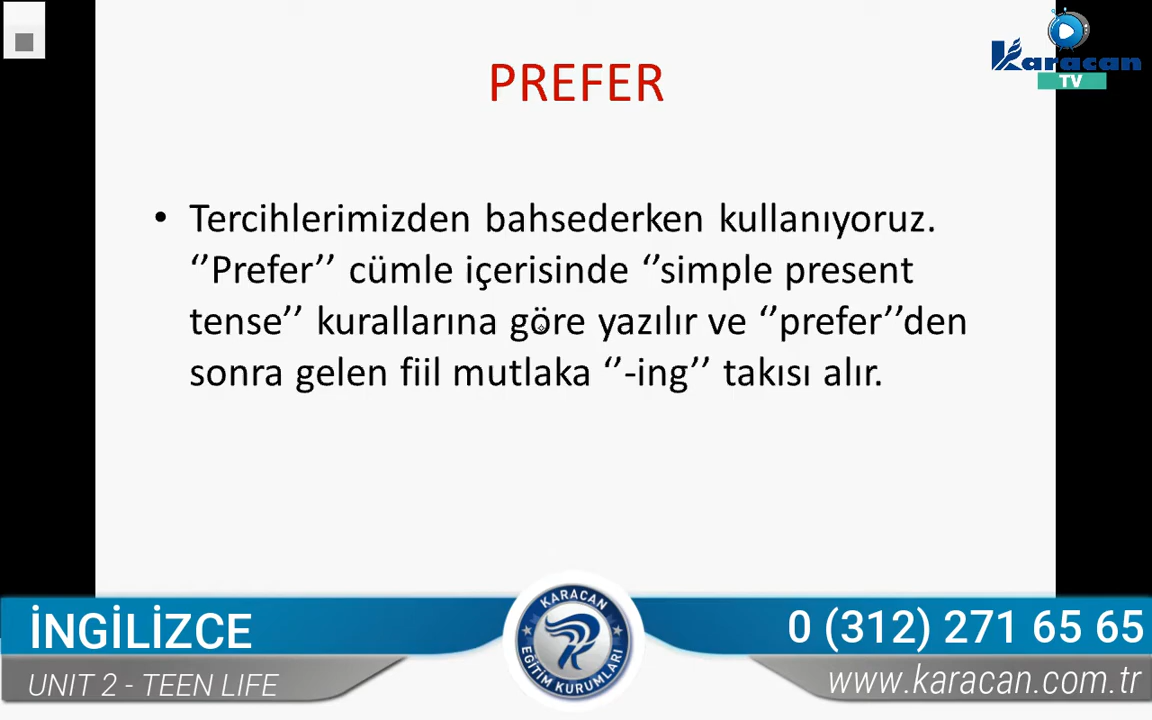 Karacan
TV
PREFER
• Tercihlerimizden bahsederken kullanıyoruz.
‘’Prefer’’ cümle içerisinde ‘’simple present
tense’’ kurallarına göre yazılır ve ‘’prefer’’den
sonra gelen fiil mutlaka ‘’-ing’’ takısı alır.
İNGİLİZCE
UNIT 2 - TEEN LIFE
KARACAN
EĞİTİM KURUMLARI
0 (312) 271 65 65
www.karacan.com.tr